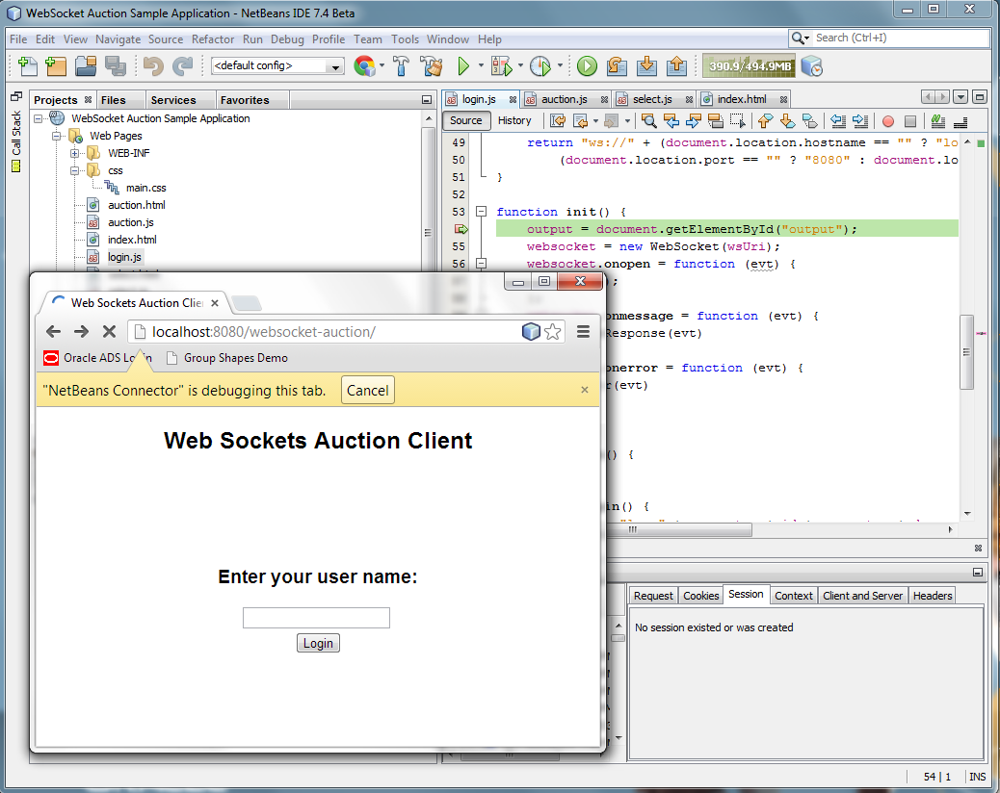 WebSocket Auction Sample Application - NetBeans IDE 7.4 Beta
File Edit View Navigate Source Refactor Run Debug Profile Team Tools Window Help
Search (Ctrl+I)
<default config>
390.9/494.9MB
Call Stack
Projects Files Services Favorites
WebSocket Auction Sample Application
Web Pages
WEB-INF
css
main.css
auction.html
auction.js
index.html
login.js
login.js auction.js select.js index.html
Source History
49 return "ws://" + (document.location.hostname == "" ? "lo
50 (document.location.port == "" ? "8080" : document.lo
51 }
52
53 function init() {
output = document.getElementById("output");
55 websocket = new WebSocket(wsUri);
56 websocket.onopen = function (evt) {
;
onmessage = function (evt) {
Response(evt)
onerror = function (evt) {
r(evt)
() {
in() {
Web Sockets Auction Clie
localhost:8080/websocket-auction/
Oracle ADS Login Group Shapes Demo
"NetBeans Connector" is debugging this tab. Cancel
Web Sockets Auction Client
Enter your user name:
Login
Request Cookies Session Context Client and Server Headers
No session existed or was created
54 | 1 INS